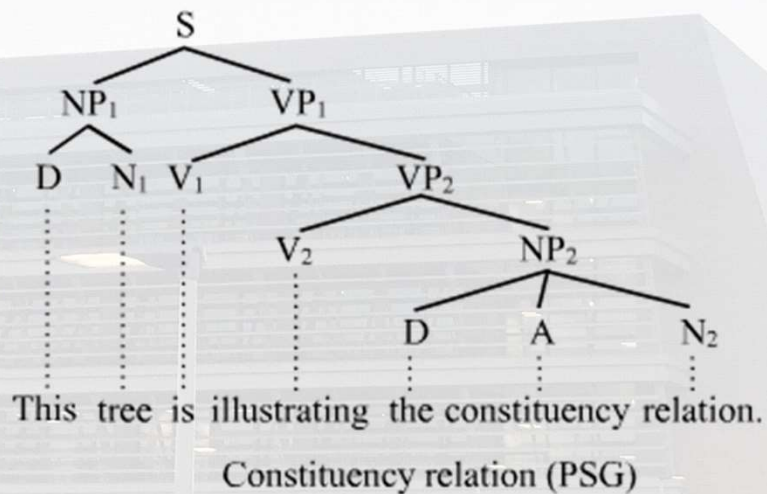 S
NP₁ VP₁
D N₁ V₁ VP₂
V₂ NP₂
D A N₂
This tree is illustrating the constituency relation.
Constituency relation (PSG)